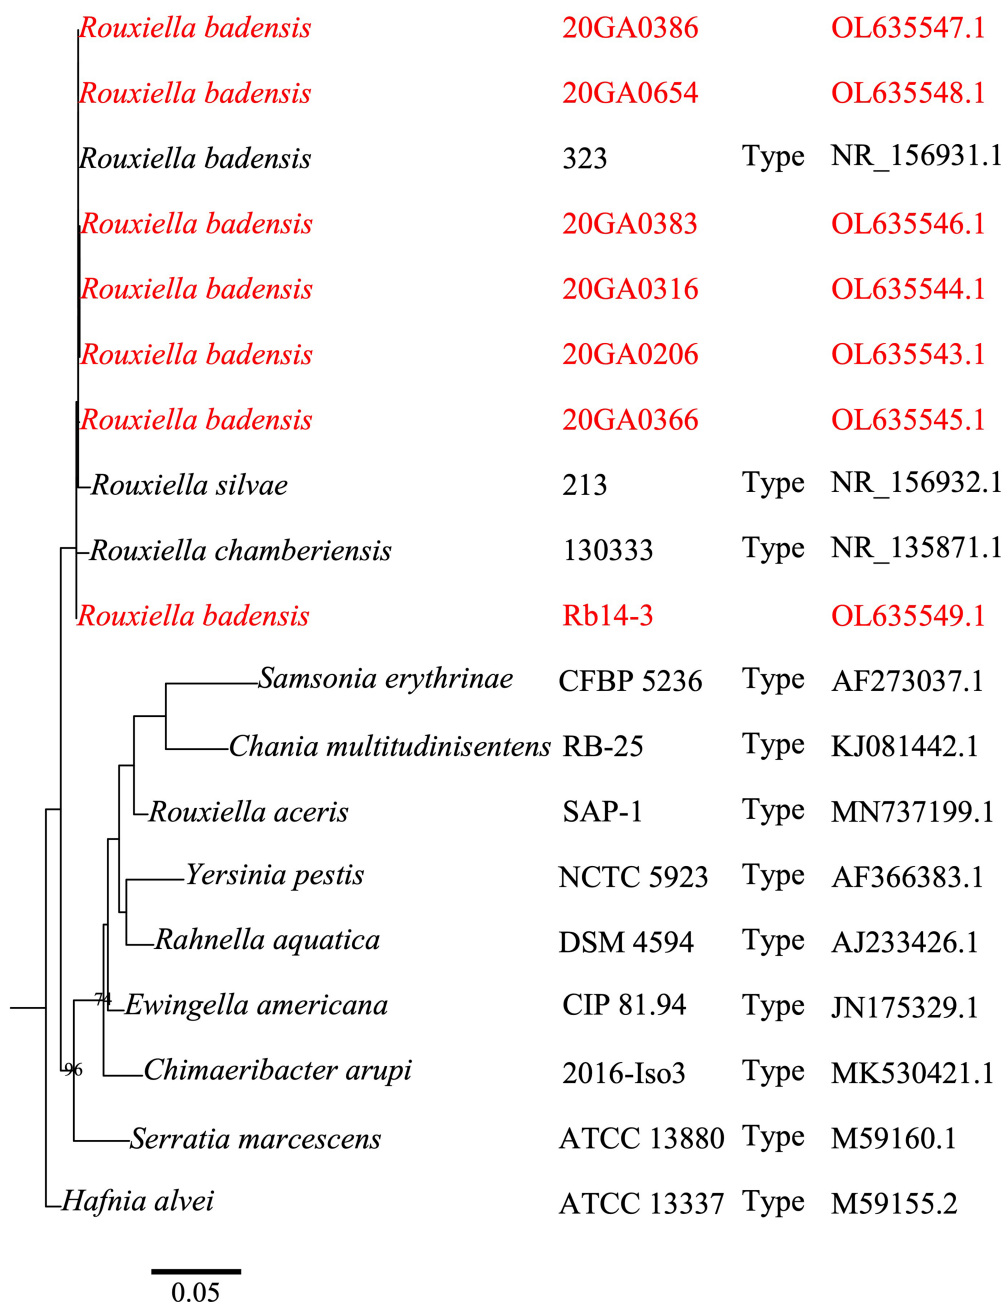 Rouxiella badensis 20GA0386 OL635547.1
Rouxiella badensis 20GA0654 OL635548.1
Rouxiella badensis 323 Type NR_156931.1
Rouxiella badensis 20GA0383 OL635546.1
Rouxiella badensis 20GA0316 OL635544.1
Rouxiella badensis 20GA0206 OL635543.1
Rouxiella badensis 20GA0366 OL635545.1
Rouxiella silvae 213 Type NR_156932.1
Rouxiella chamberiensis 130333 Type NR_135871.1
Rouxiella badensis Rb14-3 OL635549.1
Samsonia erythrinae CFBP 5236 Type AF273037.1
Chania multitudinisentens RB-25 Type KJ081442.1
Rouxiella aceris SAP-1 Type MN737199.1
Yersinia pestis NCTC 5923 Type AF366383.1
Rahnella aquatica DSM 4594 Type AJ233426.1
74 Ewingella americana CIP 81.94 Type JN175329.1
96 Chimaeribacter arupi 2016-Iso3 Type MK530421.1
Serratia marcescens ATCC 13880 Type M59160.1
Hafnia alvei ATCC 13337 Type M59155.2
0.05